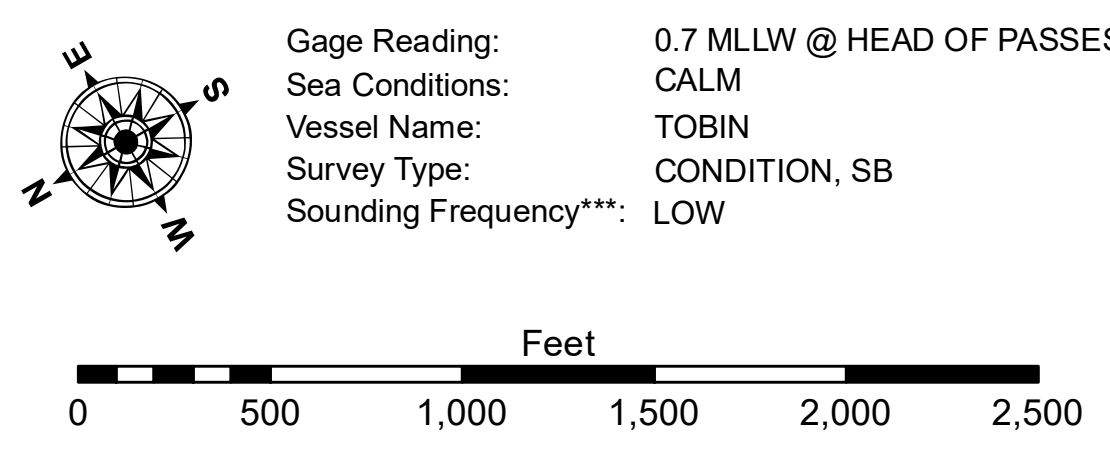 E
S
N
W
Gage Reading: 0.7 MLLW @ HEAD OF PASSES
Sea Conditions: CALM
Vessel Name: TOBIN
Survey Type: CONDITION, SB
Sounding Frequency***: LOW
Feet
0 500 1,000 1,500 2,000 2,500